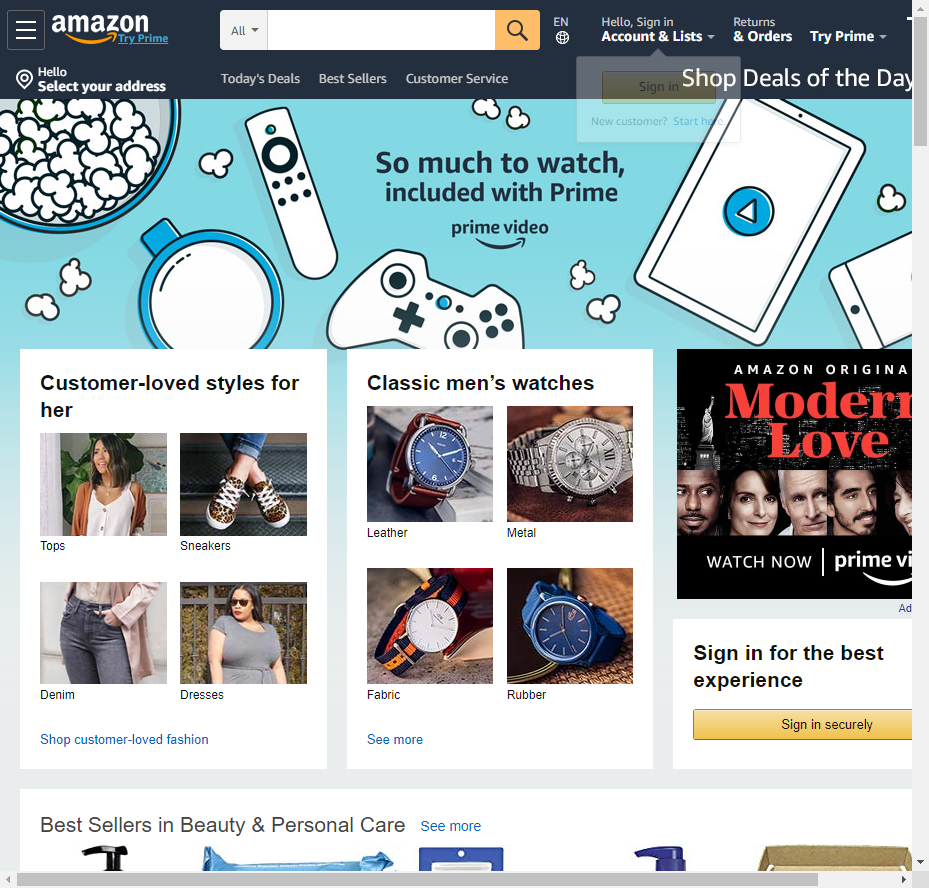 amazon
Try Prime
All
EN
Hello, Sign in
Account & Lists
Returns
& Orders
Try Prime
Hello
Select your address
Today's Deals
Best Sellers
Customer Service
Shop Deals of the Day
Sign in
New customer? Start here.
So much to watch,
included with Prime
prime video
Customer-loved styles for
her
Tops
Sneakers
Denim
Dresses
Shop customer-loved fashion
Classic men’s watches
Leather
Metal
Fabric
Rubber
See more
AMAZON ORIGINA
Modern
Love
WATCH NOW
prime vi
Ad
Sign in for the best
experience
Sign in securely
Best Sellers in Beauty & Personal Care
See more